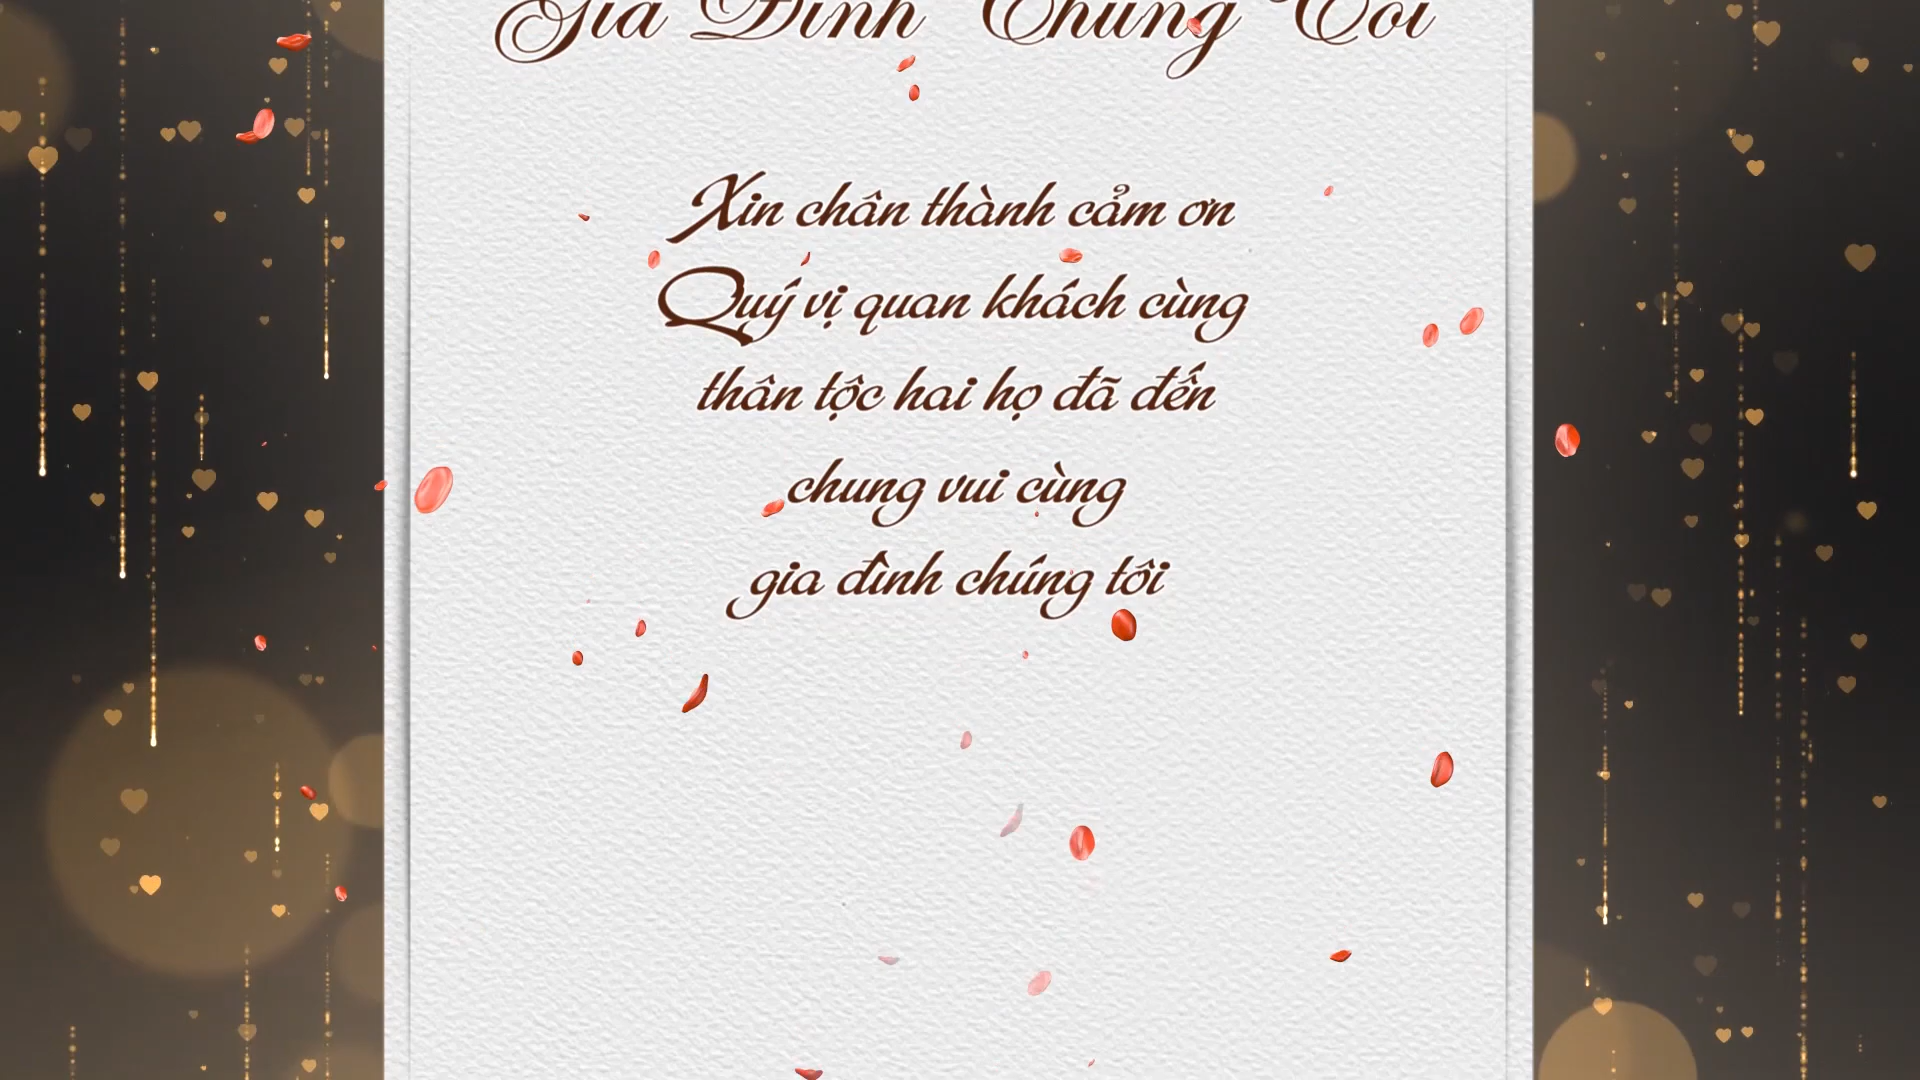 Gia Đình Chúng Tôi
Xin chân thành cảm ơn
Quý vị quan khách cùng
thân tộc hai họ đã đến
chung vui cùng
gia đình chúng tôi